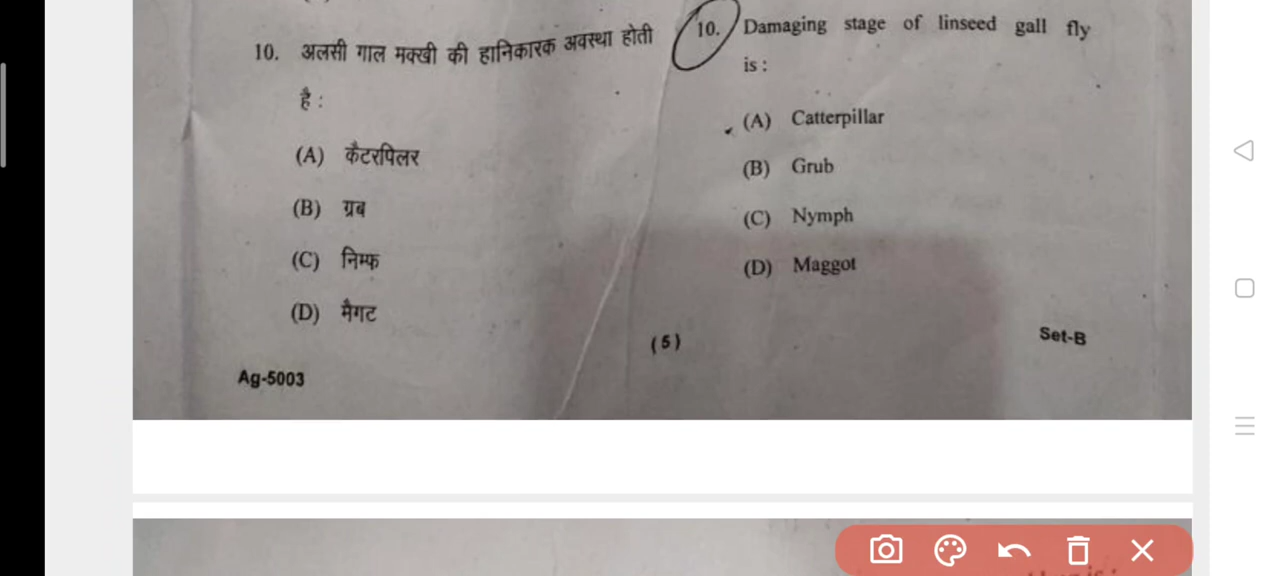 10. अलसी गाल मक्खी की हानिकारक अवस्था होती
है :
(A) कैटरपिलर
(B) ग्रब
(C) निम्फ
(D) मैगट
Ag-5003
10. Damaging stage of linseed gall fly
is :
(A) Catterpillar
(B) Grub
(C) Nymph
(D) Maggot
(5)
Set-B